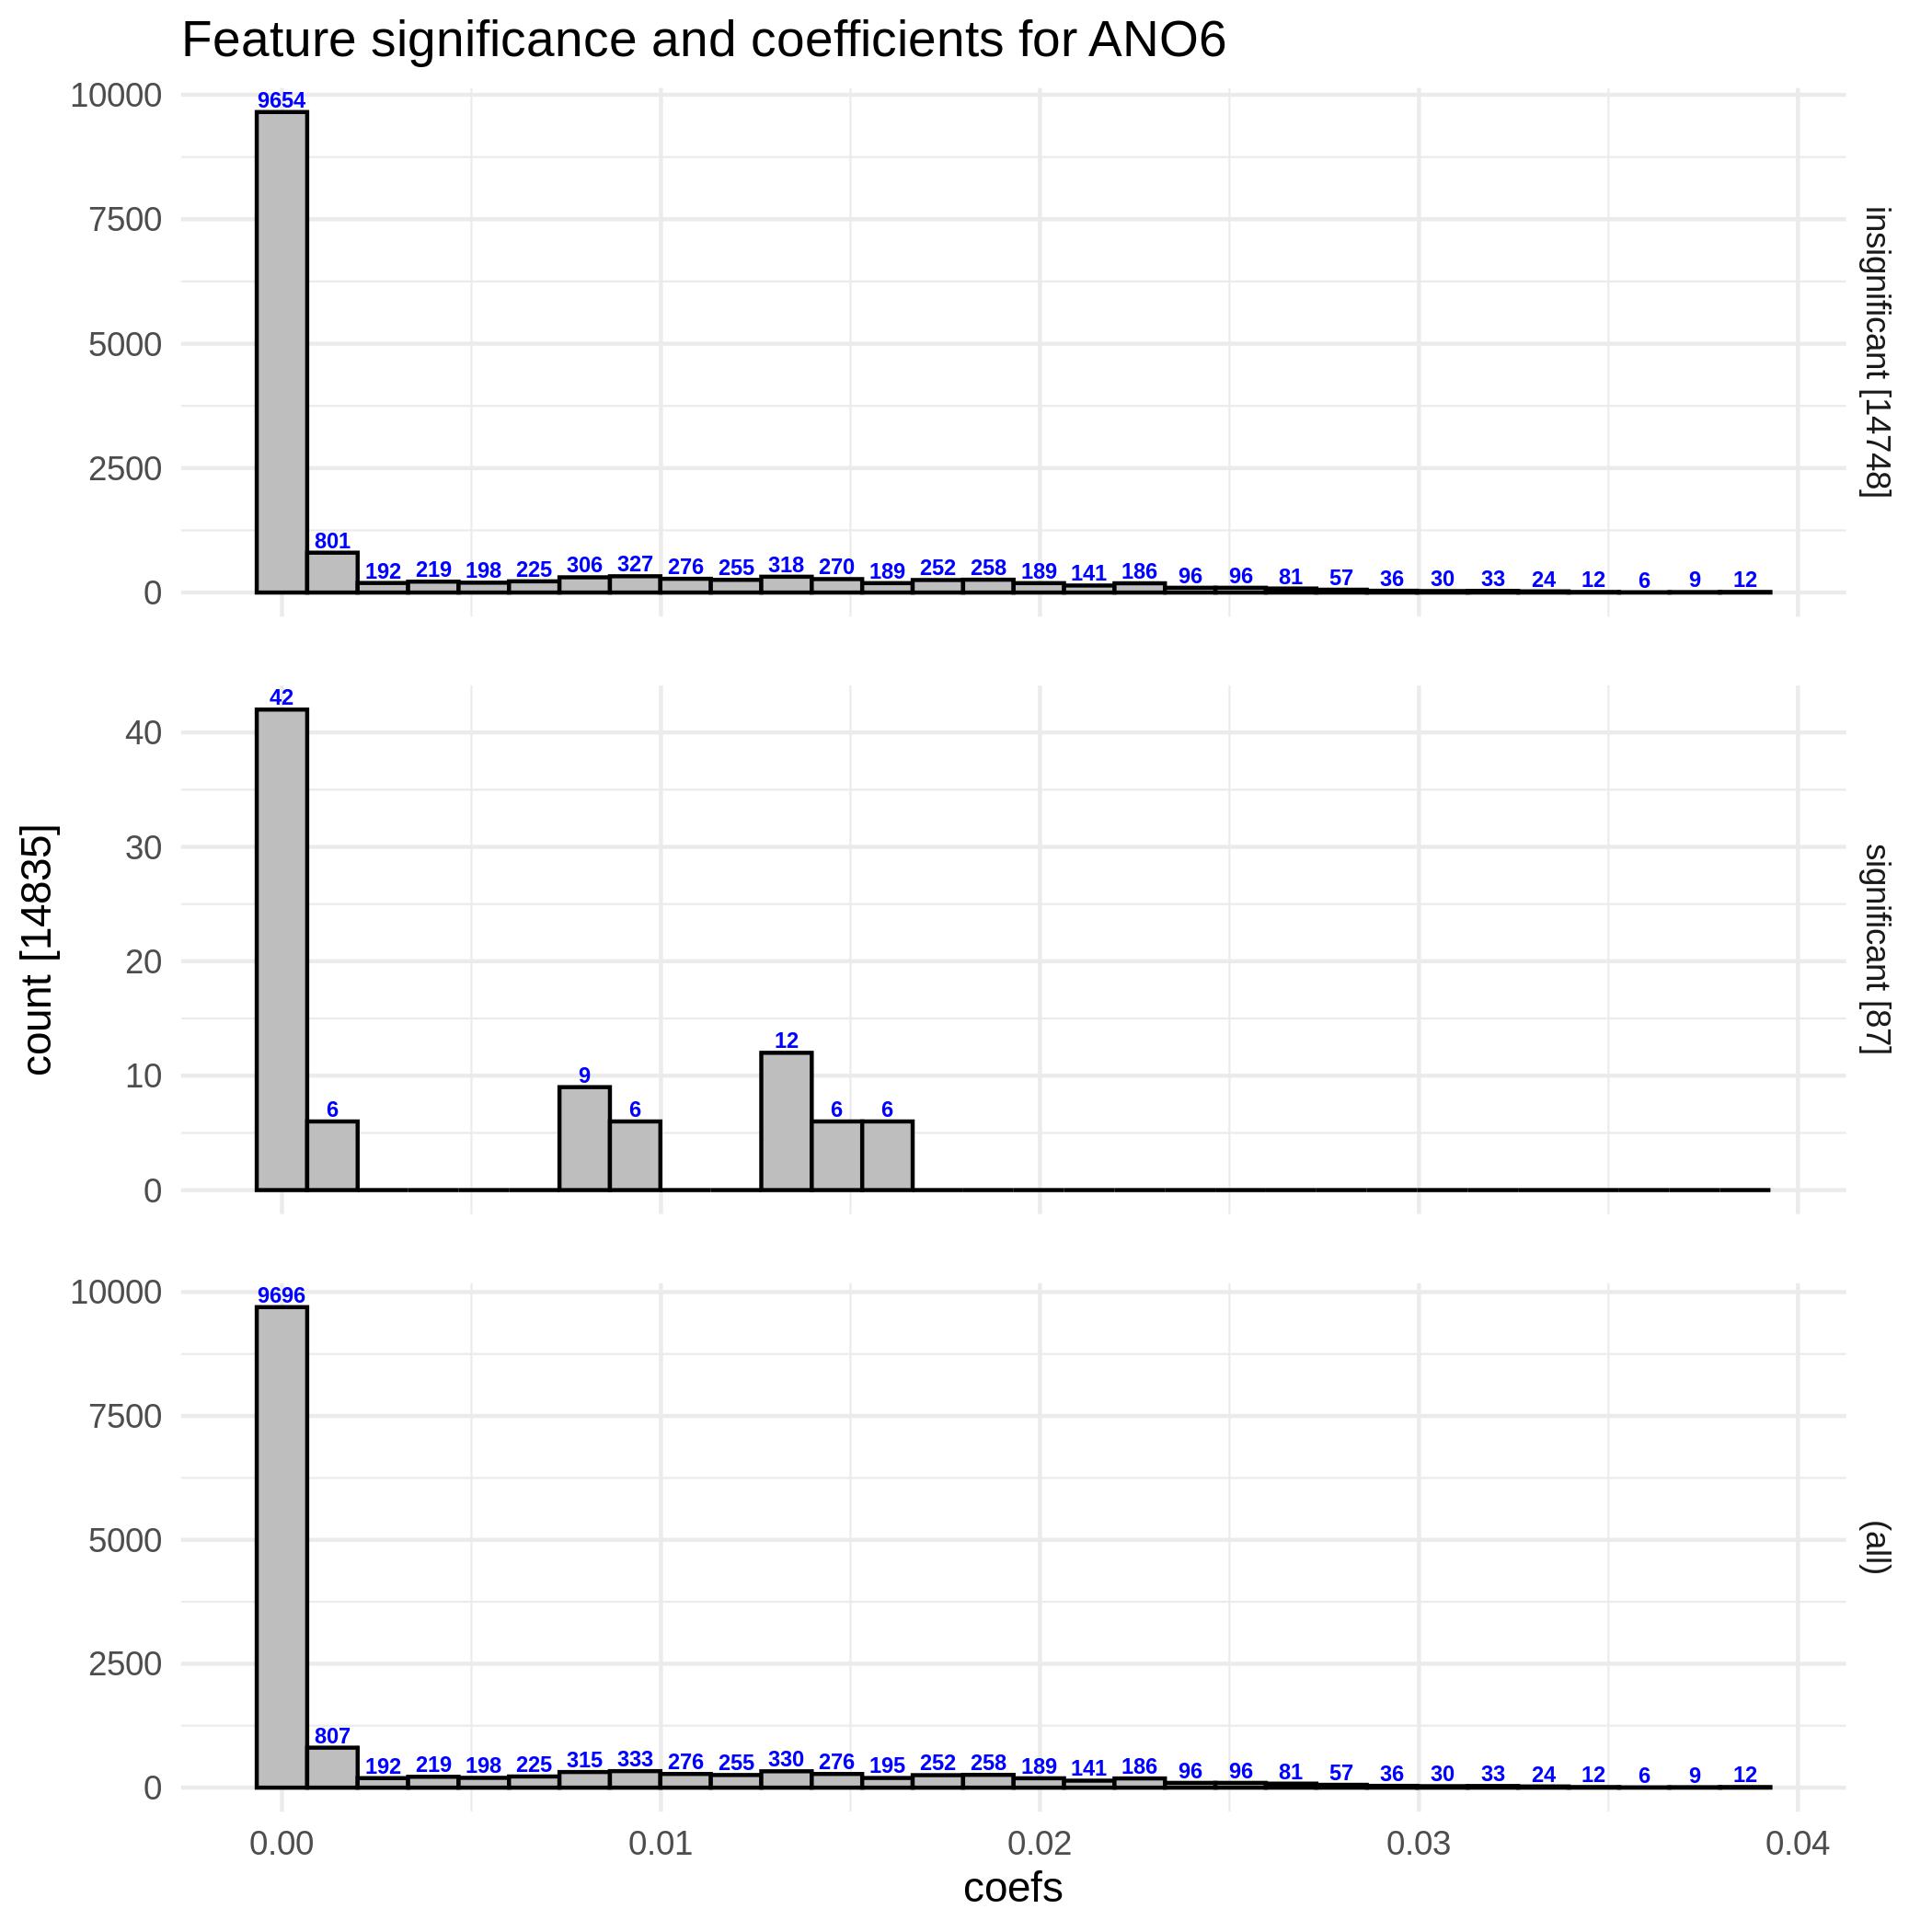 Feature significance and coefficients for ANO6
10000
7500
5000
2500
0
9654
801
192 219 198 225 306 327 276 255 318 270 189 252 258 189 141 186 96 96 81 57 36 30 33 24 12 6 9 12
insignificant [14748]
count [14835]
40
30
20
10
0
42
6
9
6
12
6
6
significant [87]
10000
7500
5000
2500
0
9696
807
192 219 198 225 315 333 276 255 330 276 195 252 258 189 141 186 96 96 81 57 36 30 33 24 12 6 9 12
(all)
0.00 0.01 0.02 0.03 0.04
coefs